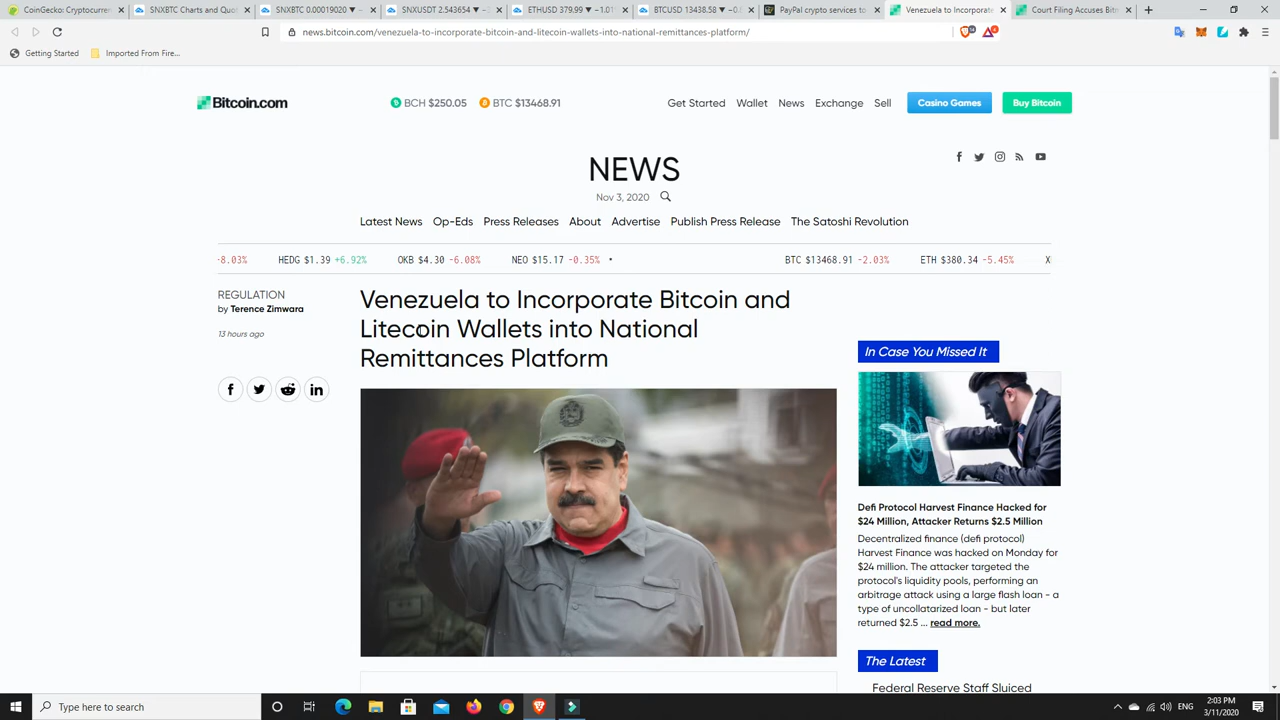 CoinGecko: Cryptocurrenc
SNXBTC Charts and Quot
SNXBTC 0.00019020 ▼
SNXUSDT 2.543654 ▼
ETHUSD 379.99 ▼ −1.01
BTCUSD 13438.58 ▼ −0.
PayPal crypto services to
Venezuela to Incorporate
Court Filing Accuses Bitm
news.bitcoin.com/venezuela-to-incorporate-bitcoin-and-litecoin-wallets-into-national-remittances-platform/
Getting Started
Imported From Fire...
Bitcoin.com
BCH $250.05
BTC $13468.91
Get Started
Wallet
News
Exchange
Sell
Casino Games
Buy Bitcoin
NEWS
Nov 3, 2020
Latest News
Op-Eds
Press Releases
About
Advertise
Publish Press Release
The Satoshi Revolution
-8.03%
HEDG $1.39 +6.92%
OKB $4.30 -6.08%
NEO $15.17 -0.35%
BTC $13468.91 -2.03%
ETH $380.34 -5.45%
X
REGULATION
by Terence Zimwara
13 hours ago
Venezuela to Incorporate Bitcoin and
Litecoin Wallets into National
Remittances Platform
In Case You Missed It
Defi Protocol Harvest Finance Hacked for
$24 Million, Attacker Returns $2.5 Million
Decentralized finance (defi protocol)
Harvest Finance was hacked on Monday for
$24 million. The attacker targeted the
protocol's liquidity pools, performing an
arbitrage attack using a large flash loan - a
type of uncollatarized loan - but later
returned $2.5 ... read more.
The Latest
Federal Reserve Staff Sluiced
Type here to search
ENG
2:03 PM
3/11/2020